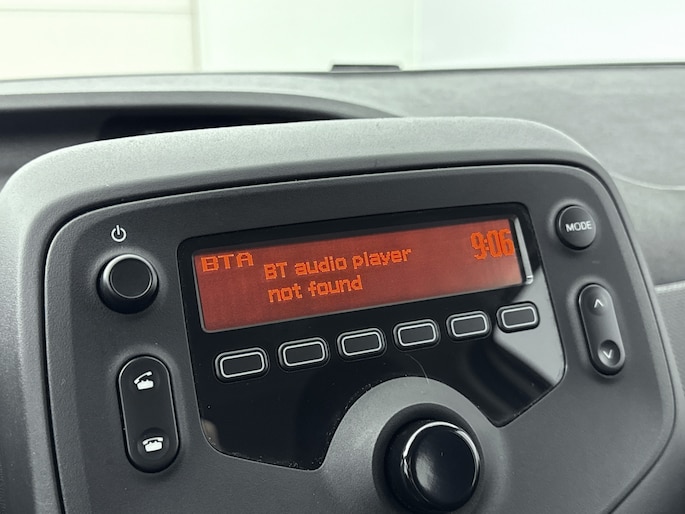 BTA
BT audio player
not found
9:06
MODE